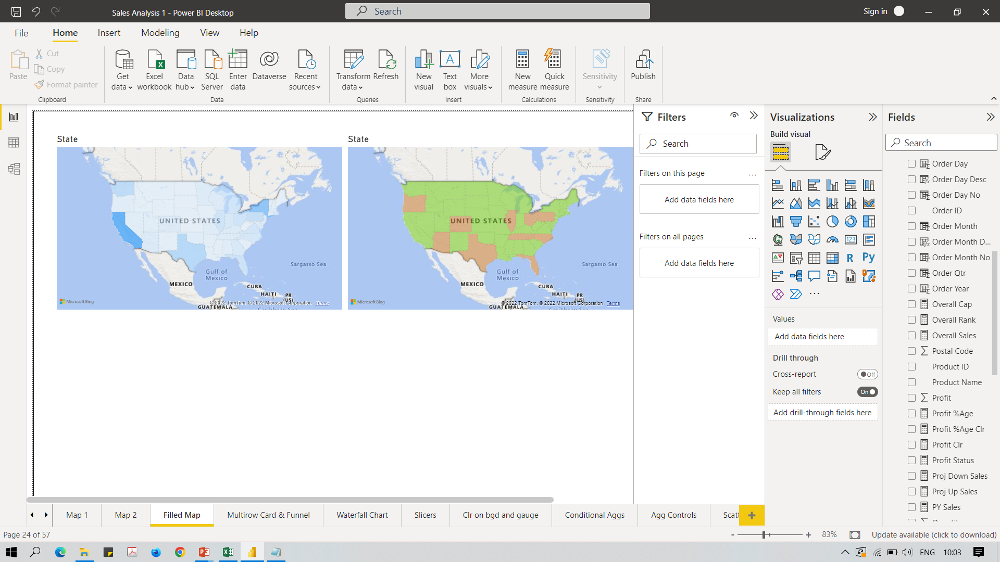 Sales Analysis 1 - Power BI Desktop
Search
Sign in
File
Home
Insert
Modeling
View
Help
Paste
Cut
Copy
Format painter
Clipboard
Get data
Excel workbook
Data hub
SQL Server
Enter data
Dataverse
Recent sources
Data
Transform data
Refresh
Queries
New visual
Text box
More visuals
Insert
New measure
Quick measure
Calculations
Sensitivity
Sensitivity
Publish
Share
State
UNITED STATES
Sargasso Sea
Gulf of
Mexico
MEXICO
CUBA
HAITI
PR
(US)
GUATEMALA
Caribbean Sea
Microsoft Bing
© 2022 TomTom, © 2022 Microsoft Corporation Terms
State
UNITED STATES
Sargasso Sea
Gulf of
Mexico
MEXICO
CUBA
HAITI
PR
(US)
GUATEMALA
Caribbean Sea
Microsoft Bing
© 2022 TomTom, © 2022 Microsoft Corporation Terms
Filters
Search
Filters on this page
...
Add data fields here
Filters on all pages
...
Add data fields here
Visualizations
Build visual
123
R
Py
...
Values
Add data fields here
Drill through
Cross-report
Off
Keep all filters
On
Add drill-through fields here
Fields
Search
Order Day
Order Day Desc
Order Day No
Order ID
Order Month
Order Month D...
Order Month No
Order Qtr
Order Year
Overall Cap
Overall Rank
Overall Sales
Postal Code
Product ID
Product Name
Profit
Profit %Age
Profit %Age Clr
Profit Clr
Profit Status
Proj Down Sales
Proj Up Sales
PY Sales
Map 1
Map 2
Filled Map
Multirow Card & Funnel
Waterfall Chart
Slicers
Clr on bgd and gauge
Conditional Aggs
Agg Controls
Scatt
Page 24 of 57
- + 83%
Update available (click to download)
ENG
10:03